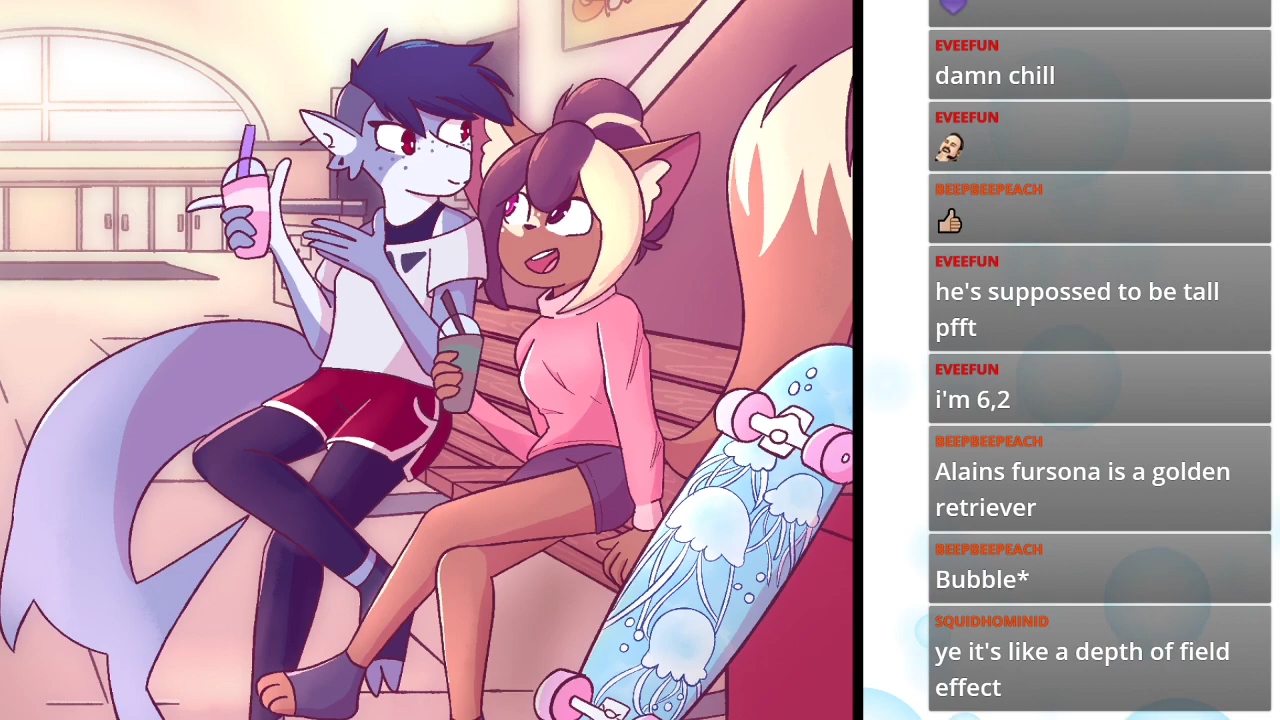 EVEEFUN
damn chill
EVEEFUN
BEEPBEEPEACH
EVEEFUN
he's suppossed to be tall
pfft
EVEEFUN
i'm 6,2
BEEPBEEPEACH
Alains fursona is a golden
retriever
BEEPBEEPEACH
Bubble*
SQUIDHOMINID
ye it's like a depth of field
effect